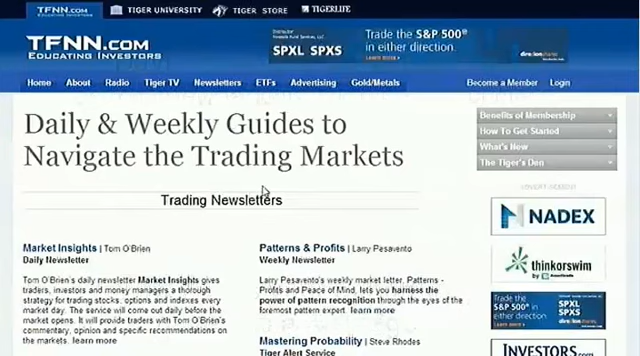 TFNN.COM TIGER UNIVERSITY TIGER STORE TIGERLITE
TFNN.COM
EDUCATING INVESTORS
SPXL SPXS
Trade the S&P 500®
in either direction.
Home About Radio Tiger TV Newsletters ETFs Advertising Gold/Metals Become a Member Login
Daily & Weekly Guides to
Navigate the Trading Markets
Trading Newsletters
Benefits of Membership
How To Get Started
What's New
The Tiger's Den
ADVERTISEMENT
NADEX
thinkorswim
Trade the
S&P 500®
in either direction.
SPXL
SPXS
INVESTORS.com
Market Insights | Tom O'Brien
Daily Newsletter
Tom O'Brien's daily newsletter Market Insights gives
traders, investors and money managers a thorough
strategy for trading stocks, options and indexes every
market day. The service will come out daily before the
market opens. It will provide traders with Tom O'Brien's
commentary, opinion and specific recommendations on
the markets. learn more
Patterns & Profits | Larry Pesavento
Weekly Newsletter
Larry Pesavento's weekly market letter, Patterns -
Profits and Peace of Mind, lets you harness the
power of pattern recognition through the eyes of the
foremost pattern expert. learn more
Mastering Probability | Steve Rhodes
Tiger Alert Service